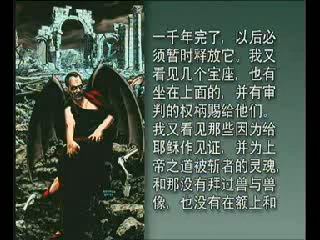 一千年完了，以后必
须暂时释放它。我又
看见几个宝座，也有
坐在上面的，并有审
判的权柄赐给他们。
我又看见那些因为给
耶稣作见证，并为上
帝之道被斩者的灵魂，
和那没有拜过兽与兽
像，也没有在额上和